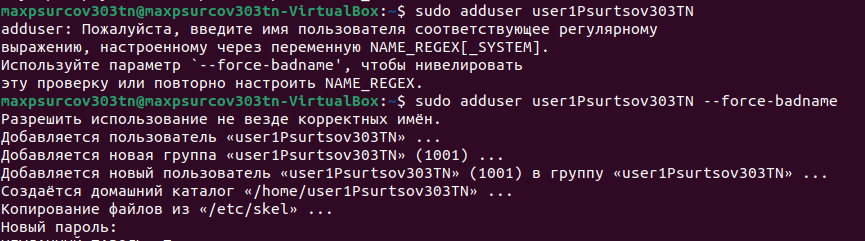 maxpsurcov303tn@maxpsurcov303tn-VirtualBox:~$ sudo adduser user1Psurtsov303TN
adduser: Пожалуйста, введите имя пользователя соответствующее регулярному
выражению, настроенному через переменную NAME_REGEX[_SYSTEM].
Используйте параметр `--force-badname', чтобы нивелировать
эту проверку или повторно настроить NAME_REGEX.
maxpsurcov303tn@maxpsurcov303tn-VirtualBox:~$ sudo adduser user1Psurtsov303TN --force-badname
Разрешить использование не везде корректных имён.
Добавляется пользователь «user1Psurtsov303TN» ...
Добавляется новая группа «user1Psurtsov303TN» (1001) ...
Добавляется новый пользователь «user1Psurtsov303TN» (1001) в группу «user1Psurtsov303TN» ...
Создаётся домашний каталог «/home/user1Psurtsov303TN» ...
Копирование файлов из «/etc/skel» ...
Новый пароль: